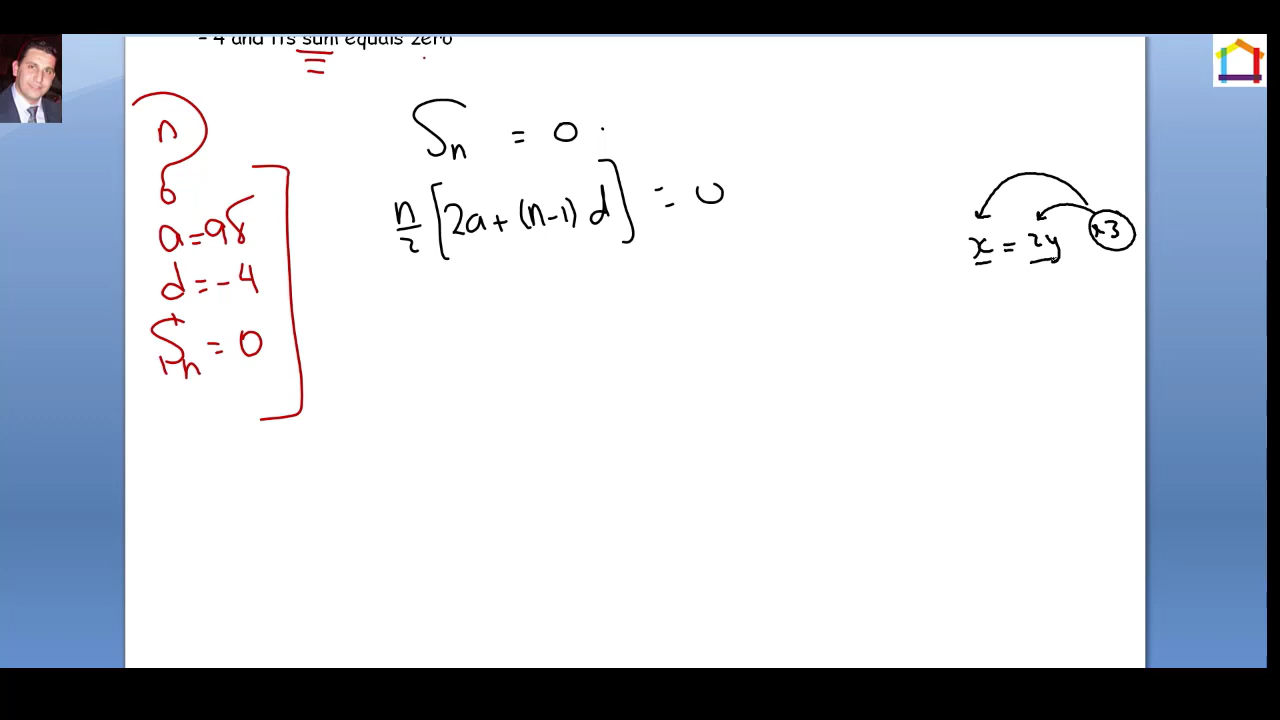 - 4 and its sum equals zero
n
a = 98
d = - 4
Sn = 0
Sn = 0
n/2 [2a + (n-1) d] = 0
x = 2y ×3